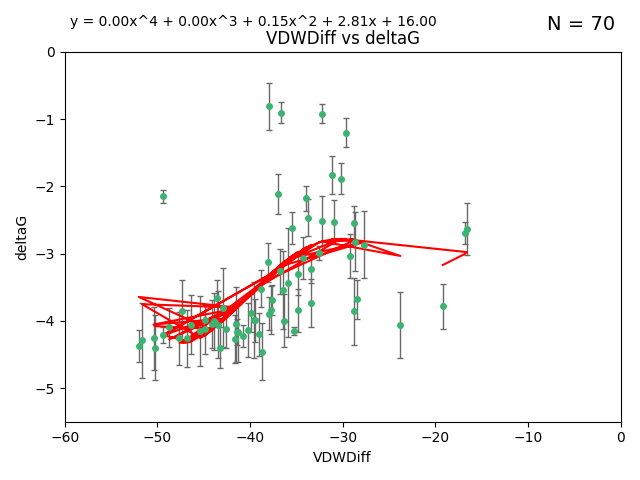 y = 0.00x^4 + 0.00x^3 + 0.15x^2 + 2.81x + 16.00
N = 70
VDWDiff vs deltaG
0
−1
−2
−3
−4
−5
deltaG
−60 −50 −40 −30 −20 −10 0
VDWDiff